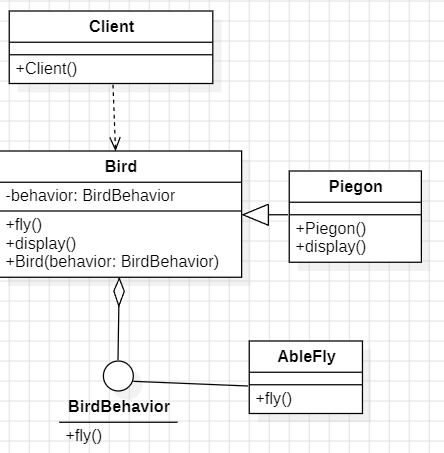 Client
+Client()
Bird
-behavior: BirdBehavior
+fly()
+display()
+Bird(behavior: BirdBehavior)
Piegon
+Piegon()
+display()
BirdBehavior
+fly()
AbleFly
+fly()